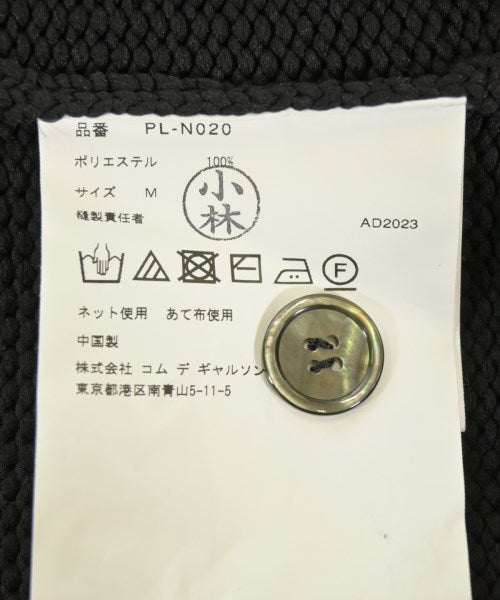 品番 PL-N020
ポリエステル 100%
サイズ M
小林
縫製責任者
AD2023
F
ネット使用 あて布使用
中国製
株式会社 コム デ ギャルソン
東京都港区南青山5-11-5